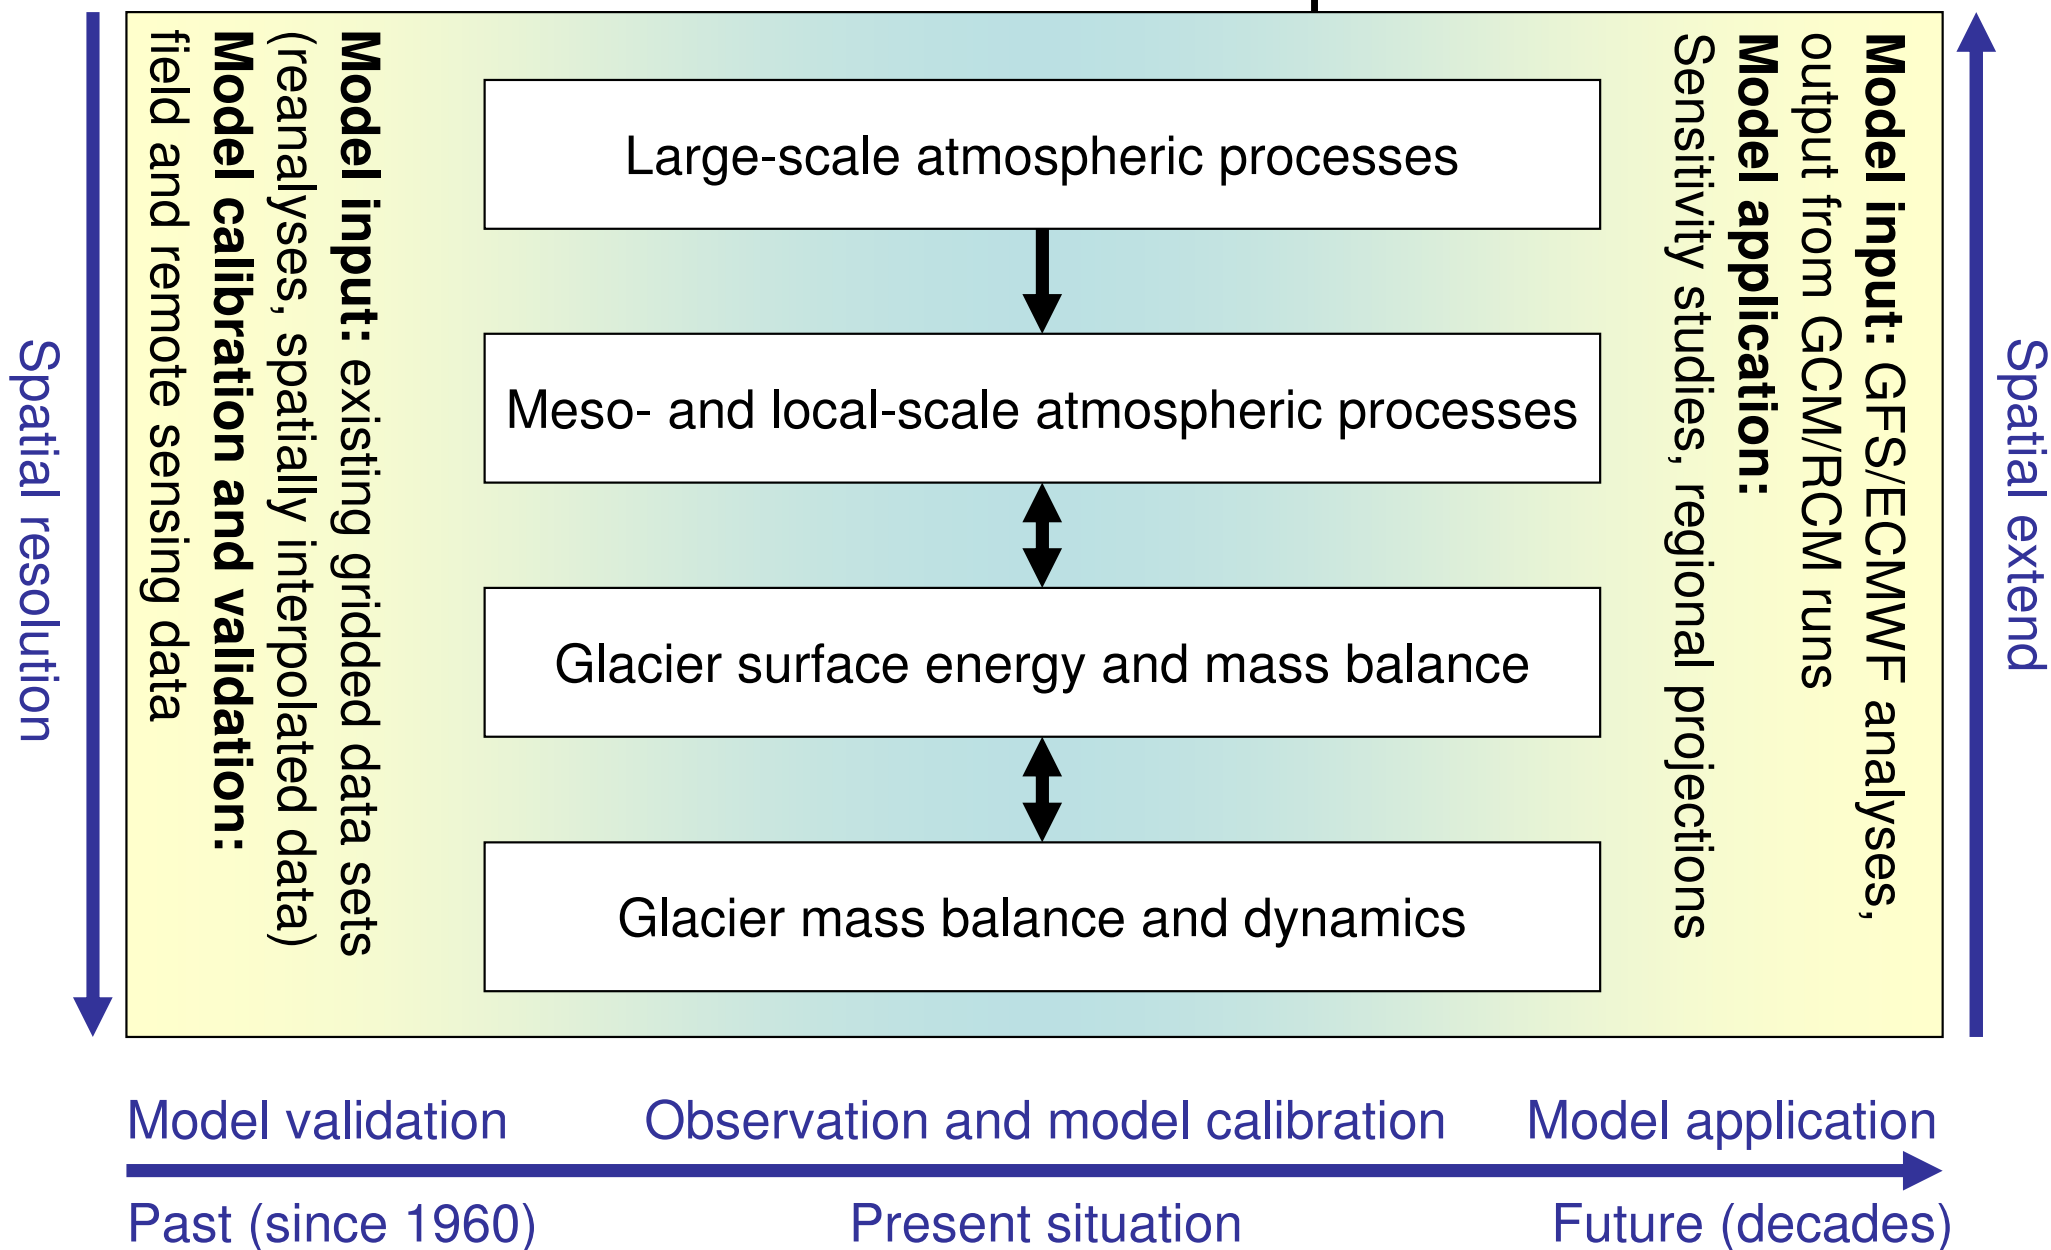 Spatial resolution
Model input: existing gridded data sets
(reanalyses, spatially interpolated data)
Model calibration and validation:
field and remote sensing data
Large-scale atmospheric processes
Meso- and local-scale atmospheric processes
Glacier surface energy and mass balance
Glacier mass balance and dynamics
Model input: GFS/ECMWF analyses,
output from GCM/RCM runs
Model application:
Sensitivity studies, regional projections
Spatial extend
Model validation
Observation and model calibration
Model application
Past (since 1960)
Present situation
Future (decades)